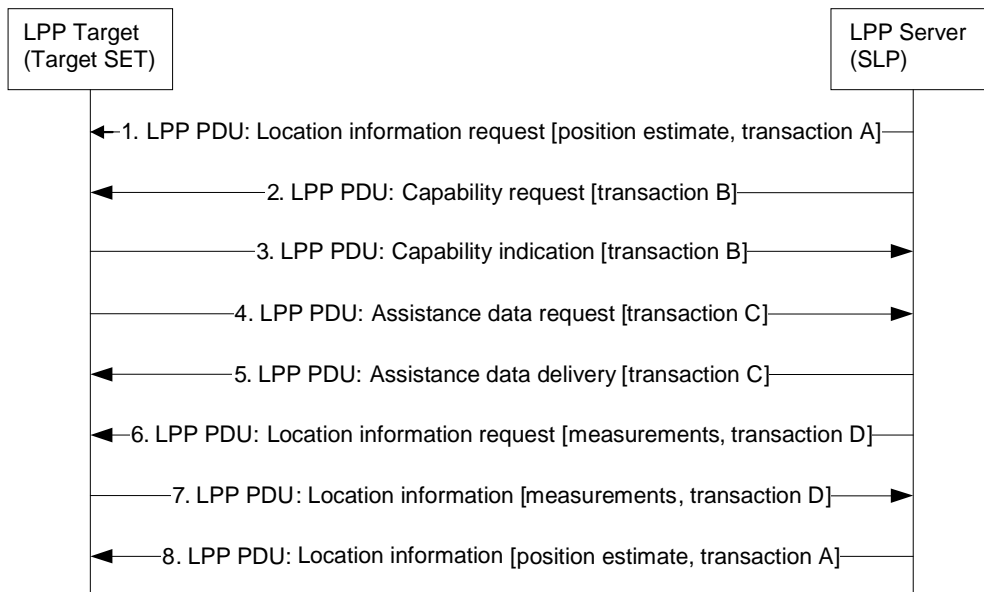 LPP Target
(Target SET)
LPP Server
(SLP)
1. LPP PDU: Location information request [position estimate, transaction A]
2. LPP PDU: Capability request [transaction B]
3. LPP PDU: Capability indication [transaction B]
4. LPP PDU: Assistance data request [transaction C]
5. LPP PDU: Assistance data delivery [transaction C]
6. LPP PDU: Location information request [measurements, transaction D]
7. LPP PDU: Location information [measurements, transaction D]
8. LPP PDU: Location information [position estimate, transaction A]